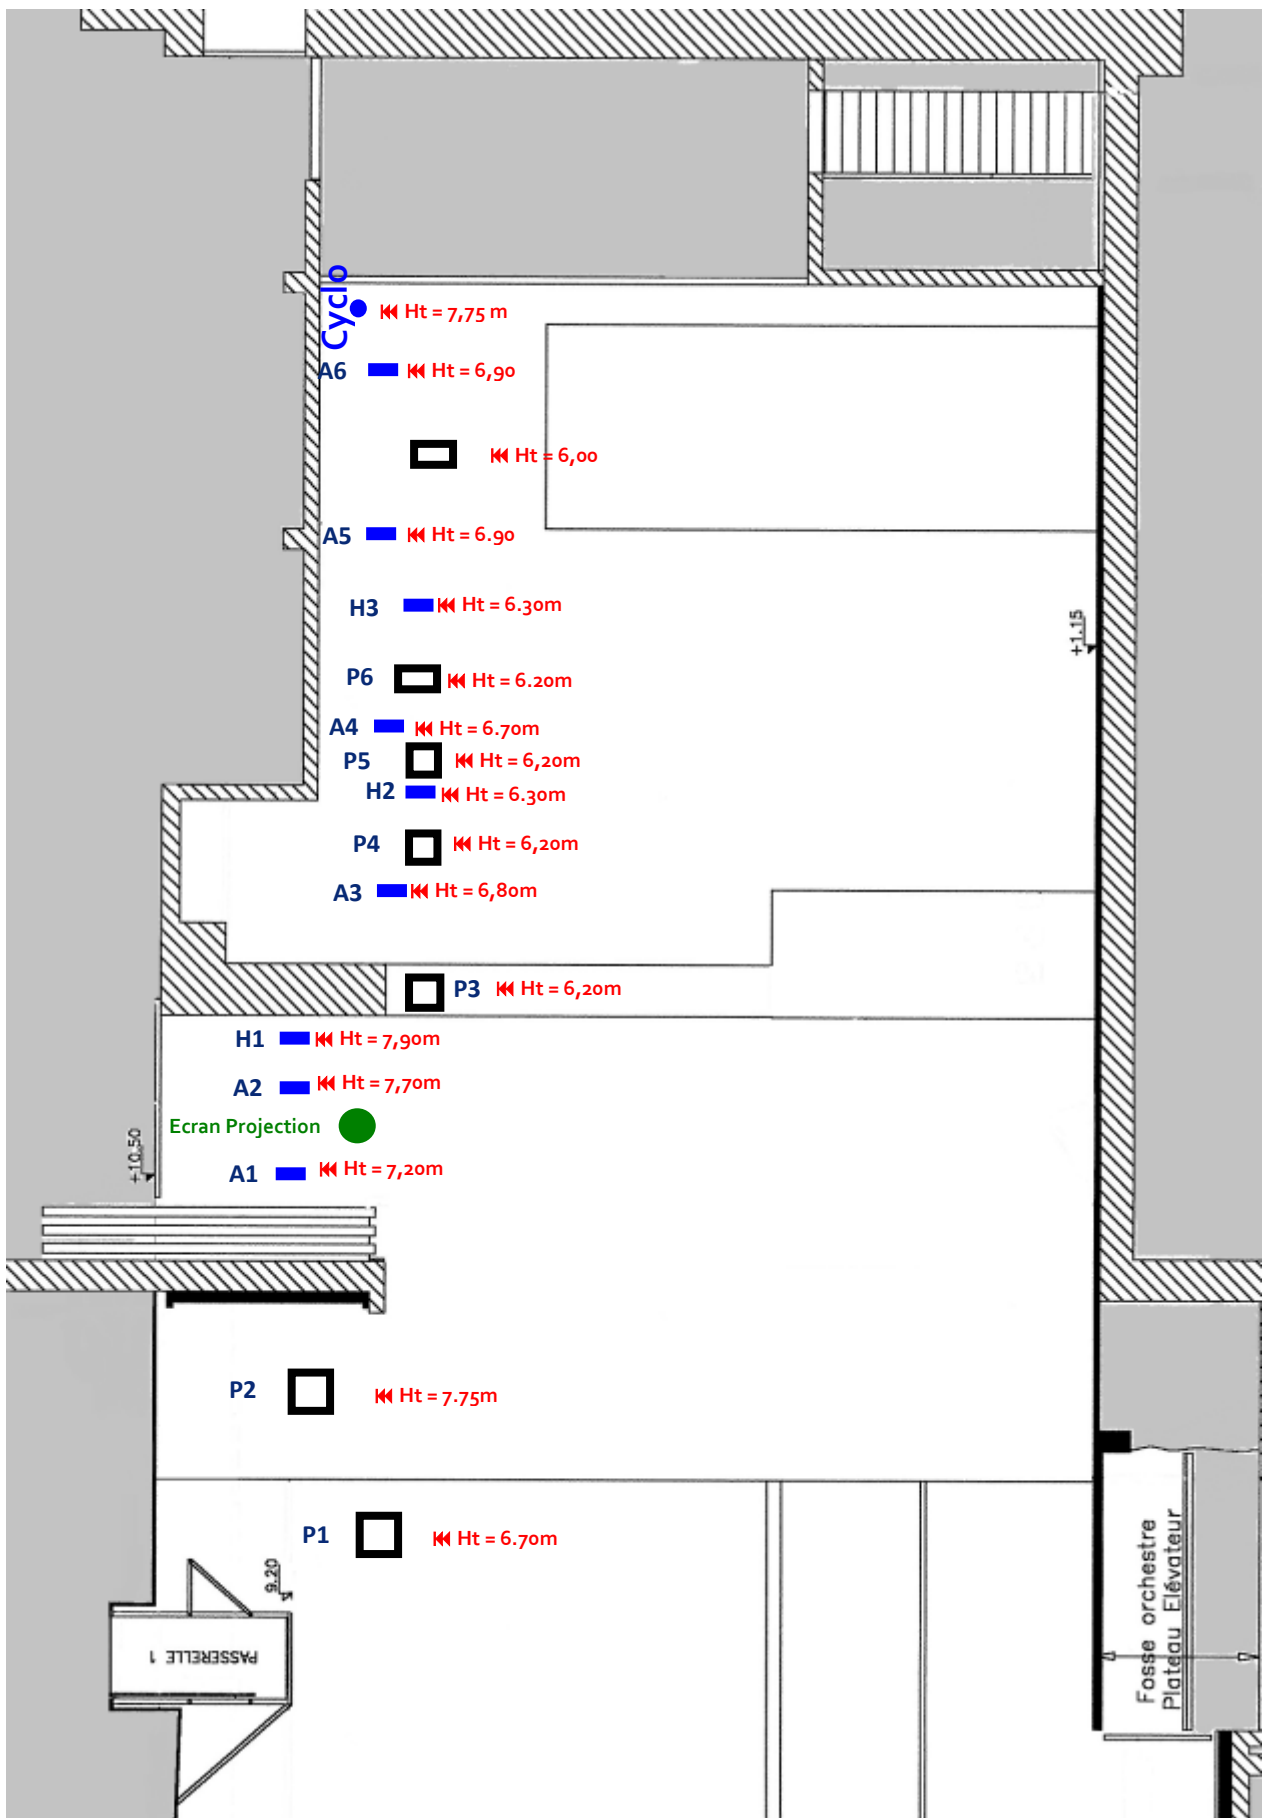 Cyclo
⏮ Ht = 7,75 m
A6 ⏮ Ht = 6,90
⏮ Ht = 6,00
A5 ⏮ Ht = 6.90
H3 ⏮ Ht = 6.30m
+1.15
P6 ⏮ Ht = 6.20m
A4 ⏮ Ht = 6.70m
P5 ⏮ Ht = 6,20m
H2 ⏮ Ht = 6.30m
P4 ⏮ Ht = 6,20m
A3 ⏮ Ht = 6,80m
P3 ⏮ Ht = 6,20m
H1 ⏮ Ht = 7,90m
A2 ⏮ Ht = 7,70m
Ecran Projection
+10.50
A1 ⏮ Ht = 7,20m
P2 ⏮ Ht = 7.75m
P1 ⏮ Ht = 6.70m
9.20
PASSERELLE 1
Fosse orchestre
Plateau Elévateur